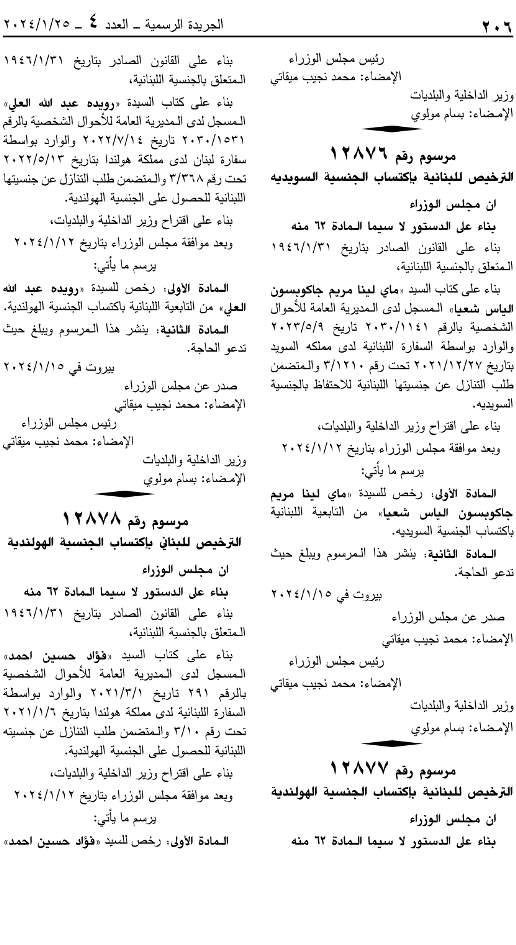 ٢٠٦
الجريدة الرسمية ـ العدد ٤ ـ ٢٠٢٤/١/٢٥
رئيس مجلس الوزراء
الإمضاء: محمد نجيب ميقاتي
وزير الداخلية والبلديات
الإمضاء: بسام مولوي
مرسوم رقم ١٢٨٧٦
الترخيص للبنانية بإكتساب الجنسية السويديه
ان مجلس الوزراء
بناء على الدستور لا سيما المادة ٦٢ منه
بناء على القانون الصادر بتاريخ ١٩٤٦/١/٣١
المتعلق بالجنسية اللبنانية،
بناء على كتاب السيد «ماي لينا مريم جاكوبسون
الياس شعيا» المسجل لدى المديرية العامة للأحوال
الشخصية بالرقم ٢٠٣٠/١١٤١ تاريخ ٢٠٢٣/٥/٩
والوارد بواسطة السفارة اللبنانية لدى مملكه السويد
بتاريخ ٢٠٢١/١٢/٢٧ تحت رقم ٣/١٢١٠ والمتضمن
طلب التنازل عن جنسيتها اللبنانية للاحتفاظ بالجنسية
السويديه.
بناء على اقتراح وزير الداخلية والبلديات،
وبعد موافقة مجلس الوزراء بتاريخ ٢٠٢٤/١/١٢
يرسم ما يأتي:
المادة الأولى: رخص للسيدة «ماي لينا مريم
جاكوبسون الياس شعيا» من التابعية اللبنانية
باكتساب الجنسية السويديه.
المادة الثانية: ينشر هذا المرسوم ويبلغ حيث
تدعو الحاجة.
بيروت في ٢٠٢٤/١/١٥
صدر عن مجلس الوزراء
الإمضاء: محمد نجيب ميقاتي
رئيس مجلس الوزراء
الإمضاء: محمد نجيب ميقاتي
وزير الداخلية والبلديات
الإمضاء: بسام مولوي
مرسوم رقم ١٢٨٧٧
الترخيص للبنانية بإكتساب الجنسية الهولندية
ان مجلس الوزراء
بناء على الدستور لا سيما المادة ٦٢ منه
بناء على القانون الصادر بتاريخ ١٩٤٦/١/٣١
المتعلق بالجنسية اللبنانية،
بناء على كتاب السيدة «رويده عبد الله العلي»
المسجل لدى المديرية العامة للأحوال الشخصية بالرقم
٢٠٣٠/١٥٣١ تاريخ ٢٠٢٢/٧/١٤ والوارد بواسطة
سفارة لبنان لدى مملكة هولندا بتاريخ ٢٠٢٢/٥/١٣
تحت رقم ٣/٣٦٨ والمتضمن طلب التنازل عن جنسيتها
اللبنانية للحصول على الجنسية الهولندية.
بناء على اقتراح وزير الداخلية والبلديات،
وبعد موافقة مجلس الوزراء بتاريخ ٢٠٢٤/١/١٢
يرسم ما يأتي:
المادة الأولى: رخص للسيدة «رويده عبد الله
العلي» من التابعية اللبنانية باكتساب الجنسية الهولندية.
المادة الثانية: ينشر هذا المرسوم ويبلغ حيث
تدعو الحاجة.
بيروت في ٢٠٢٤/١/١٥
صدر عن مجلس الوزراء
الإمضاء: محمد نجيب ميقاتي
رئيس مجلس الوزراء
الإمضاء: محمد نجيب ميقاتي
وزير الداخلية والبلديات
الإمضاء: بسام مولوي
مرسوم رقم ١٢٨٧٨
الترخيص للبناني بإكتساب الجنسية الهولندية
ان مجلس الوزراء
بناء على الدستور لا سيما المادة ٦٢ منه
بناء على القانون الصادر بتاريخ ١٩٤٦/١/٣١
المتعلق بالجنسية اللبنانية،
بناء على كتاب السيد «فؤاد حسين احمد»
المسجل لدى المديرية العامة للأحوال الشخصية
بالرقم ٢٩١ تاريخ ٢٠٢١/٣/١ والوارد بواسطة
السفارة اللبنانية لدى مملكة هولندا بتاريخ ٢٠٢١/١/٦
تحت رقم ٣/١٠ والمتضمن طلب التنازل عن جنسيته
اللبنانية للحصول على الجنسية الهولندية.
بناء على اقتراح وزير الداخلية والبلديات،
وبعد موافقة مجلس الوزراء بتاريخ ٢٠٢٤/١/١٢
يرسم ما يأتي:
المادة الأولى: رخص للسيد «فؤاد حسين احمد»